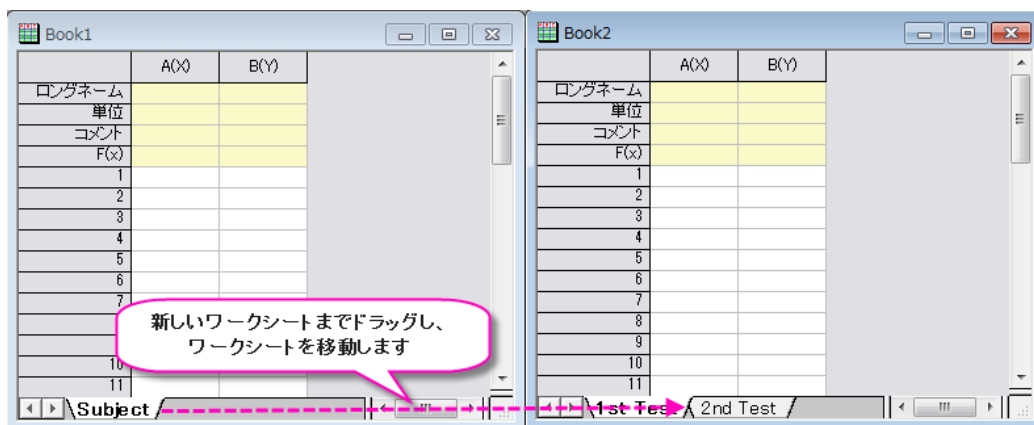 Book1
A(X) B(Y)
ロングネーム
単位
コメント
F(x)
1
2
3
4
5
6
7
10
11
新しいワークシートまでドラッグし、
ワークシートを移動します
Subject
Book2
A(X) B(Y)
ロングネーム
単位
コメント
F(x)
1
2
3
4
5
6
7
8
9
10
11
1st Test 2nd Test